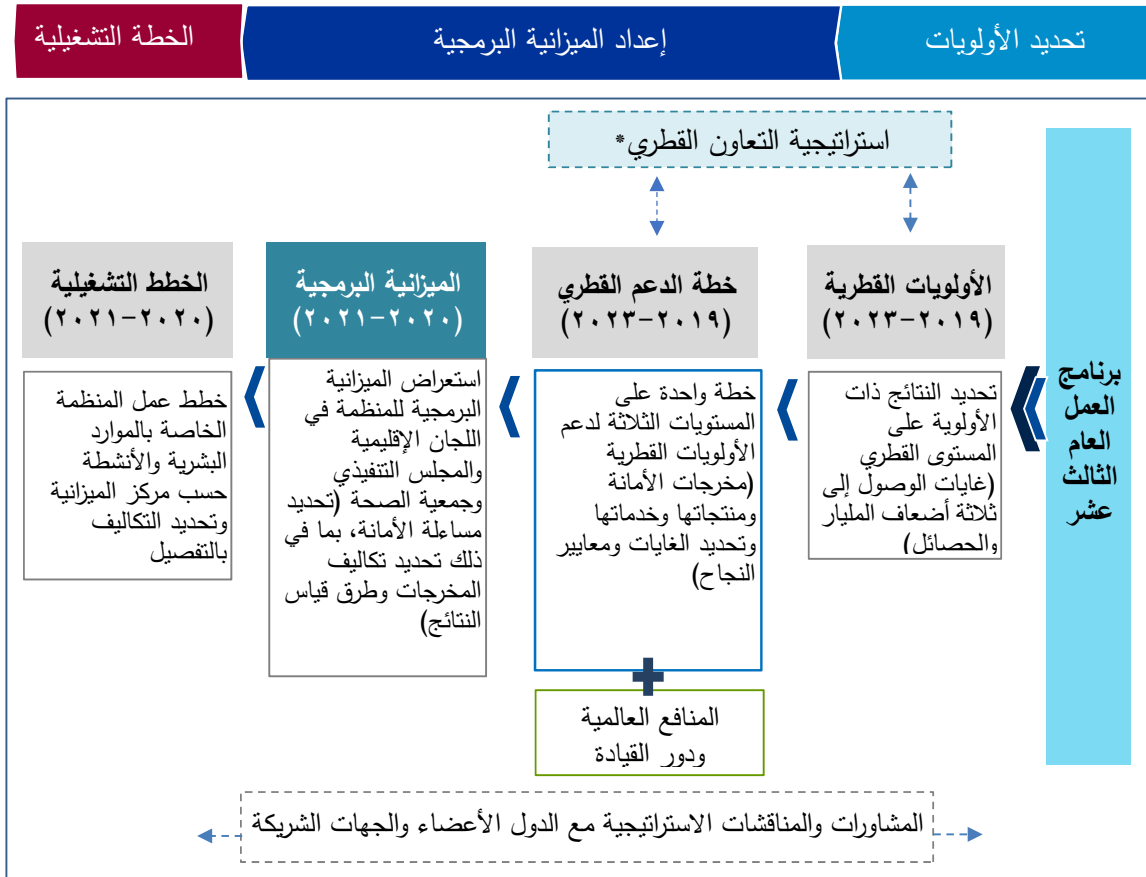 تحديد الأولويات
إعداد الميزانية البرمجية
الخطة التشغيلية
استراتيجية التعاون القطري*
برنامج
العمل
العام
الثالث
عشر
الأولويات القطرية
(٢٠١٩-٢٠٢٣)
تحديد النتائج ذات
الأولوية على
المستوى القطري
(غايات الوصول إلى
ثلاثة أضعاف المليار
والحصائل)
خطة الدعم القطري
(٢٠١٩-٢٠٢٣)
خطة واحدة على
المستويات الثلاثة لدعم
الأولويات القطرية
(مخرجات الأمانة
ومنتجاتها وخدماتها
وتحديد الغايات ومعايير
النجاح)
المنافع العالمية
ودور القيادة
الميزانية البرمجية
(٢٠٢٠-٢٠٢١)
استعراض الميزانية
البرمجية للمنظمة في
اللجان الإقليمية
والمجلس التنفيذي
وجمعية الصحة (تحديد
مساءلة الأمانة، بما في
ذلك تحديد تكاليف
المخرجات وطرق قياس
النتائج)
الخطط التشغيلية
(٢٠٢٠-٢٠٢١)
خطط عمل المنظمة
الخاصة بالموارد
البشرية والأنشطة
حسب مركز الميزانية
وتحديد التكاليف
بالتفصيل
المشاورات والمناقشات الاستراتيجية مع الدول الأعضاء والجهات الشريكة